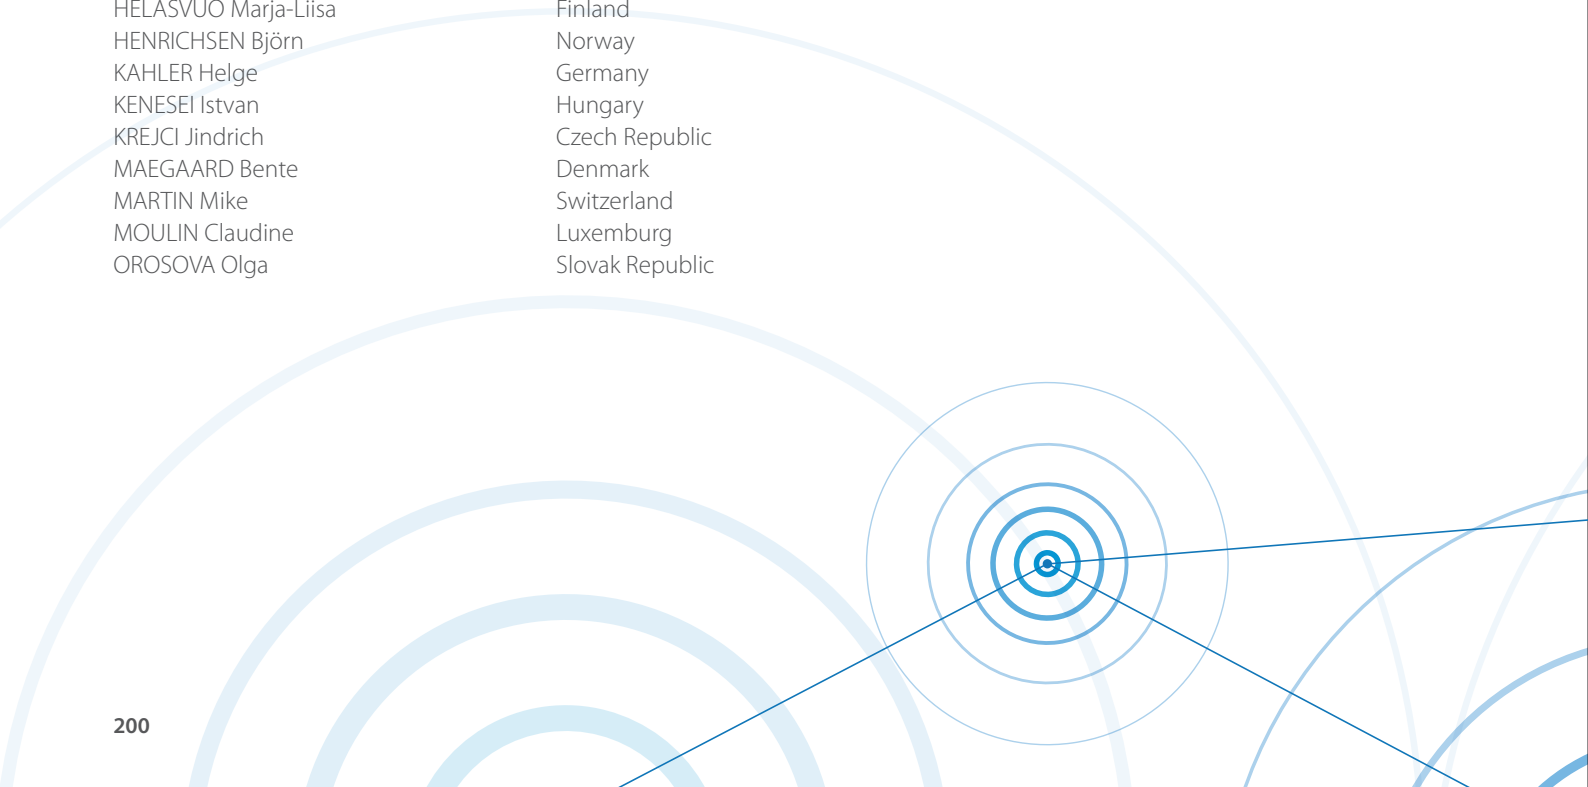 HELASVUO Marja-Liisa Finland
HENRICHSEN Björn Norway
KAHLER Helge Germany
KENESEI Istvan Hungary
KREJCI Jindrich Czech Republic
MAEGAARD Bente Denmark
MARTIN Mike Switzerland
MOULIN Claudine Luxemburg
OROSOVA Olga Slovak Republic
200